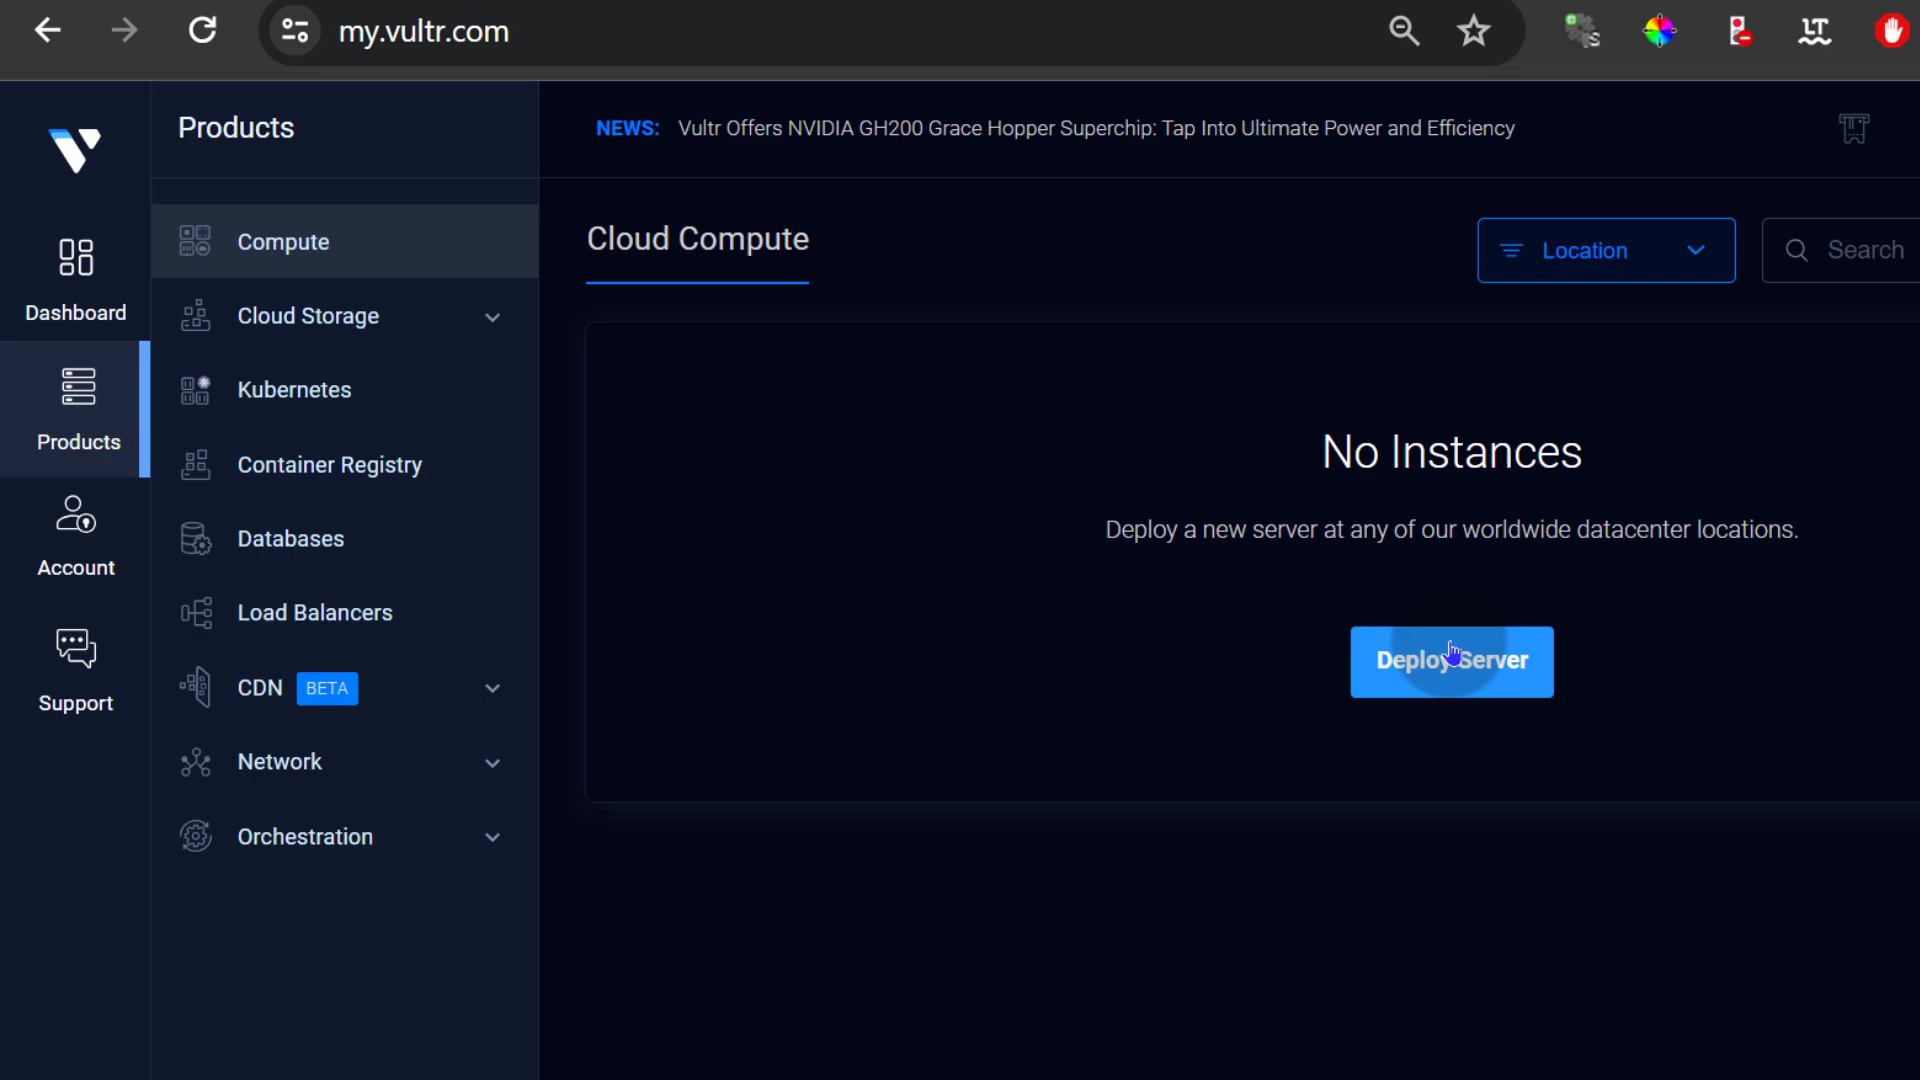 my.vultr.com
S
LT
Products
NEWS: Vultr Offers NVIDIA GH200 Grace Hopper Superchip: Tap Into Ultimate Power and Efficiency
Dashboard
Products
Account
Support
Compute
Cloud Storage
Kubernetes
Container Registry
Databases
Load Balancers
CDN BETA
Network
Orchestration
Cloud Compute
Location
Search
No Instances
Deploy a new server at any of our worldwide datacenter locations.
Deploy Server